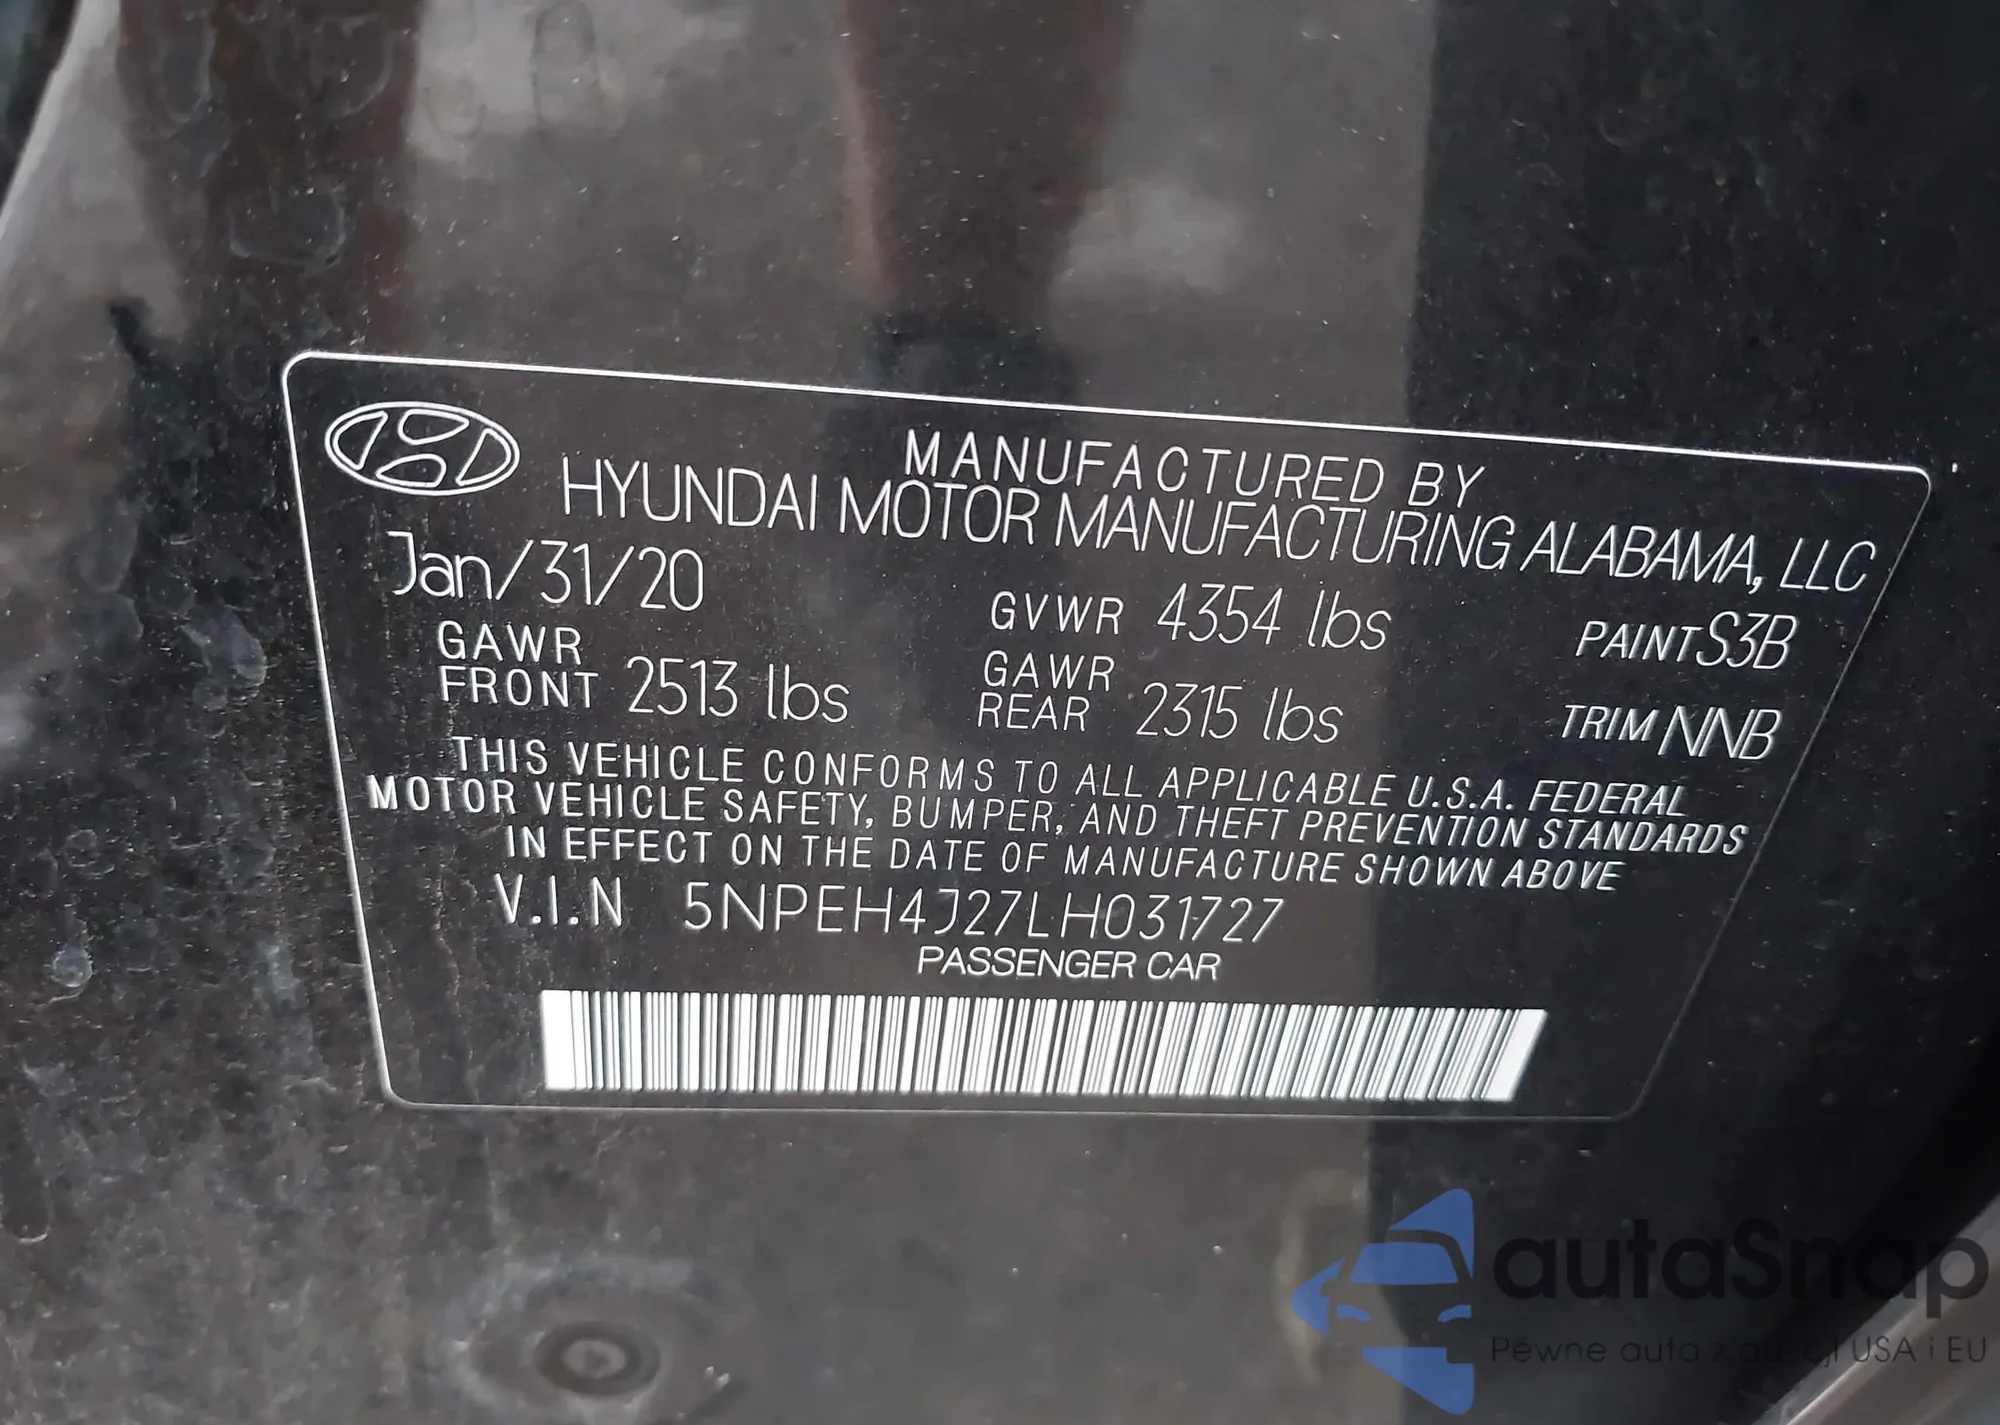 MANUFACTURED BY
HYUNDAI MOTOR MANUFACTURING ALABAMA, LLC
Jan/31/20 GVWR 4354 lbs PAINT S3B
GAWR FRONT 2513 lbs GAWR REAR 2315 lbs TRIM NNB
THIS VEHICLE CONFORMS TO ALL APPLICABLE U.S.A. FEDERAL
MOTOR VEHICLE SAFETY, BUMPER, AND THEFT PREVENTION STANDARDS
IN EFFECT ON THE DATE OF MANUFACTURE SHOWN ABOVE
V.I.N 5NPEH4J27LH031727
PASSENGER CAR
autaSnap
Pewne auta z aukcji USA i EU